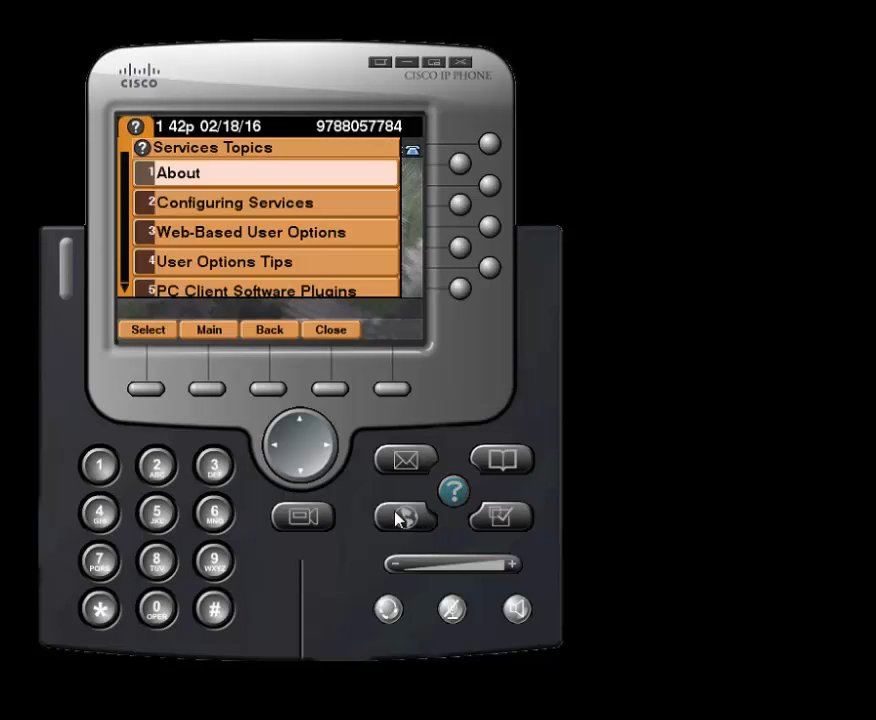 CISCO
CISCO IP PHONE
? 1 42p 02/18/16 9788057784
? Services Topics
1 About
2 Configuring Services
3 Web-Based User Options
4 User Options Tips
5 PC Client Software Plugins
Select Main Back Close
1 2 ABC 3 DEF
?
4 GHI 5 JKL 6 MNO
7 PQRS 8 TUV 9 WXYZ
- +
* 0 OPER #